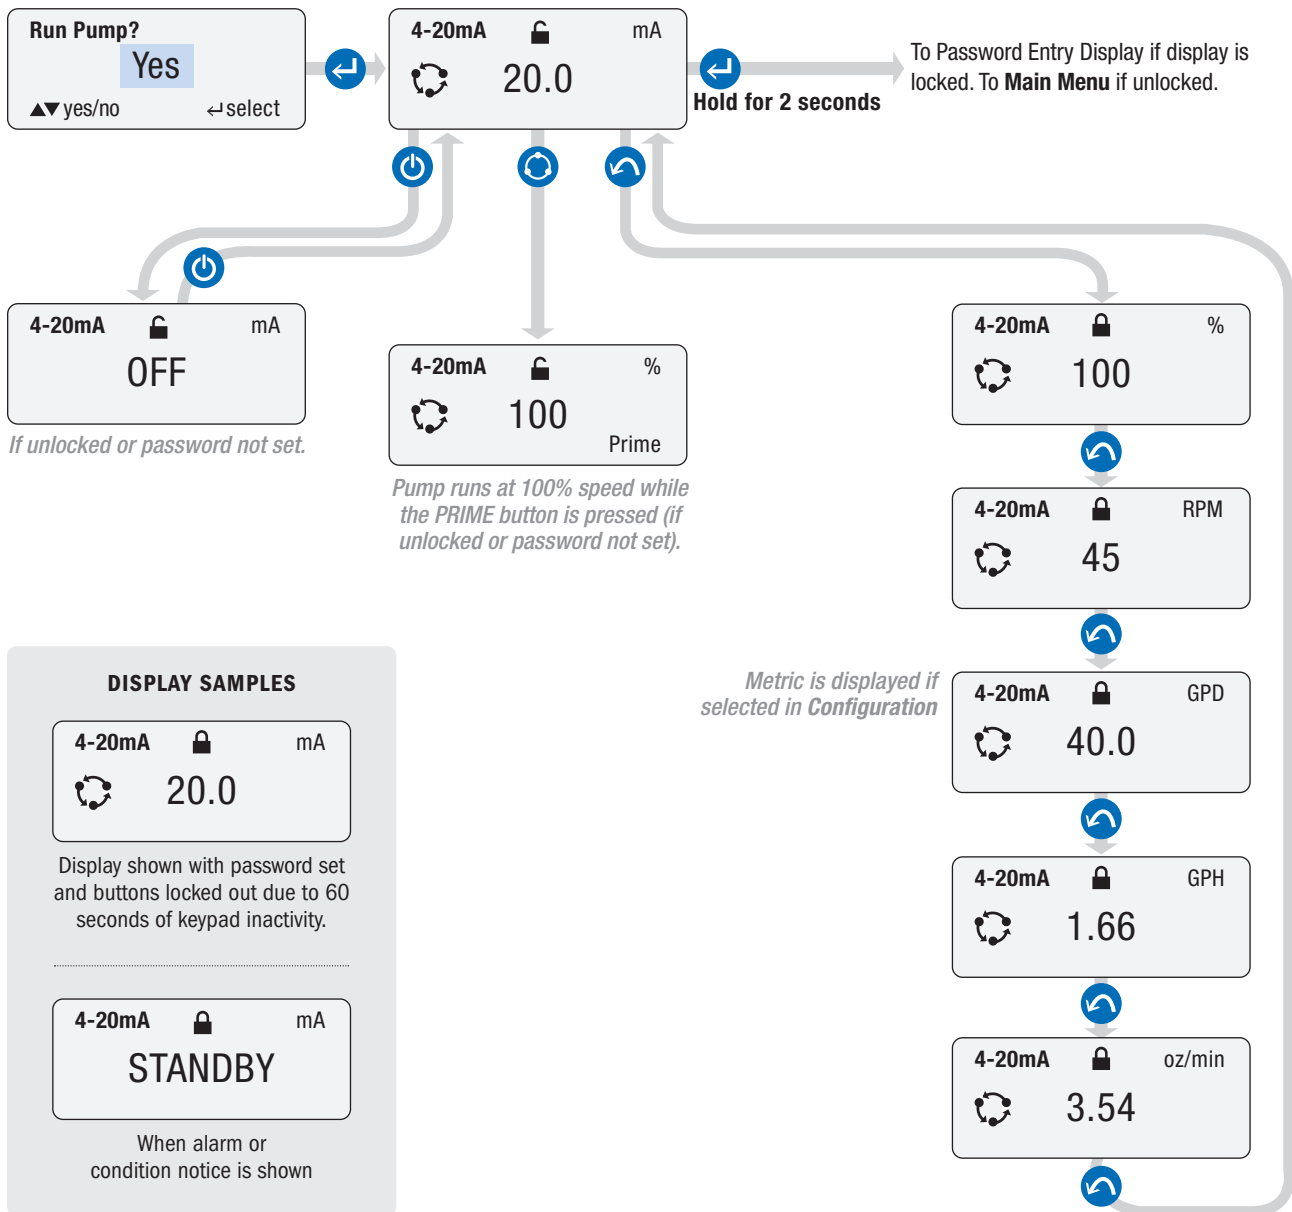 Run Pump?
Yes
▲▼ yes/no ↵ select
4-20mA mA
20.0
Hold for 2 seconds
To Password Entry Display if display is
locked. To Main Menu if unlocked.
4-20mA mA
OFF
If unlocked or password not set.
4-20mA %
100
Prime
Pump runs at 100% speed while
the PRIME button is pressed (if
unlocked or password not set).
4-20mA %
100
4-20mA RPM
45
Metric is displayed if
selected in Configuration
4-20mA GPD
40.0
4-20mA GPH
1.66
4-20mA oz/min
3.54
DISPLAY SAMPLES
4-20mA mA
20.0
Display shown with password set
and buttons locked out due to 60
seconds of keypad inactivity.
4-20mA mA
STANDBY
When alarm or
condition notice is shown